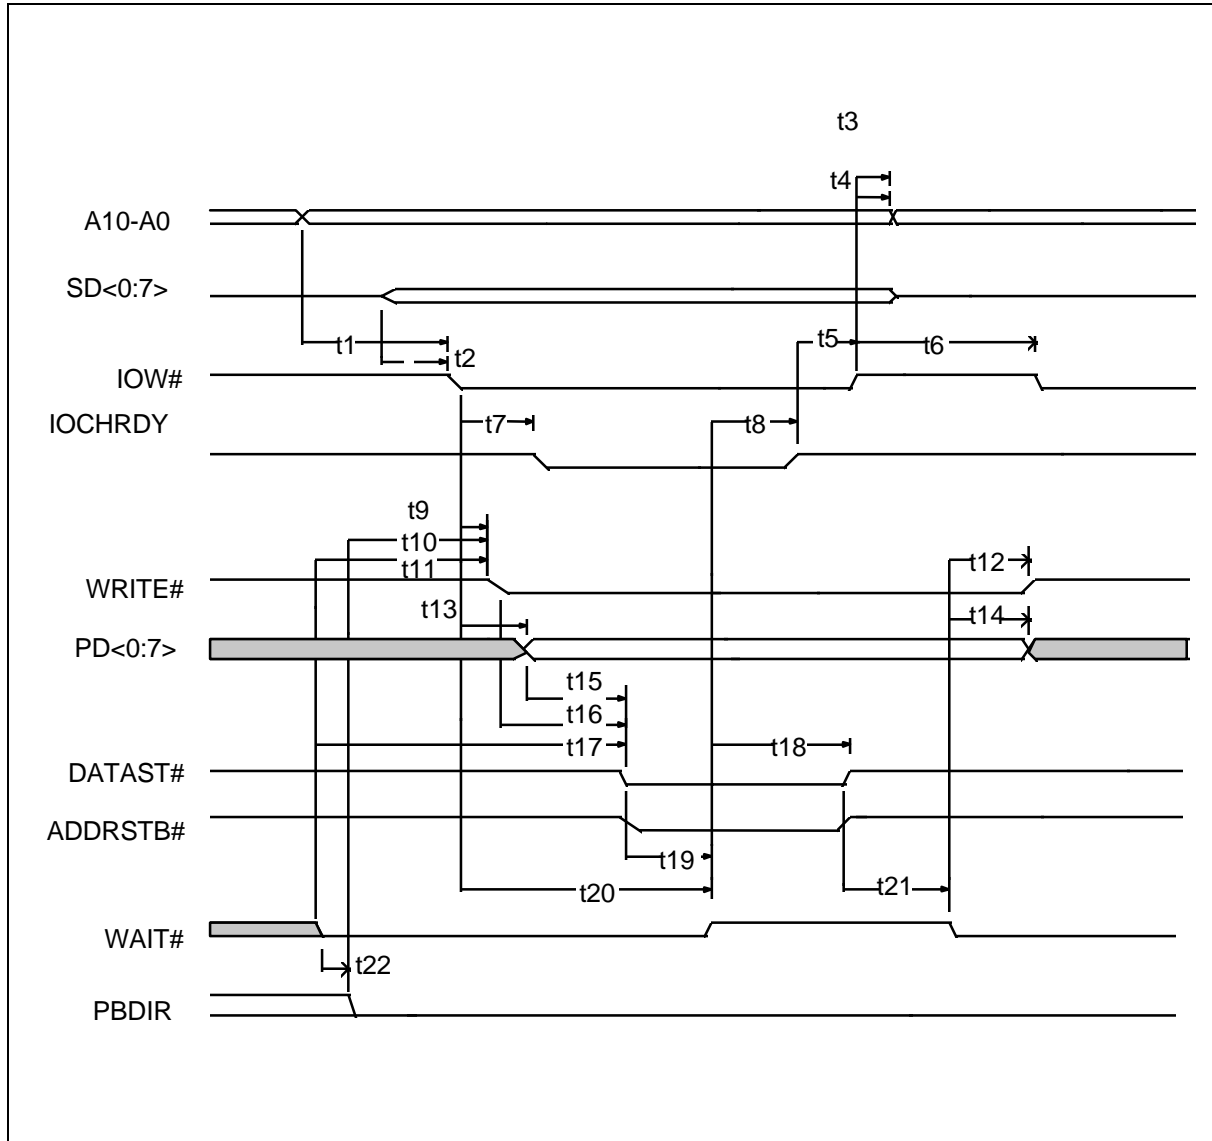 t3
t4
A10-A0
SD<0:7>
t1
t2
t5
t6
IOW#
IOCHRDY
t7
t8
t9
t10
t11
t12
WRITE#
t13
t14
PD<0:7>
t15
t16
t17
t18
DATAST#
ADDRSTB#
t19
t20
t21
WAIT#
t22
PBDIR